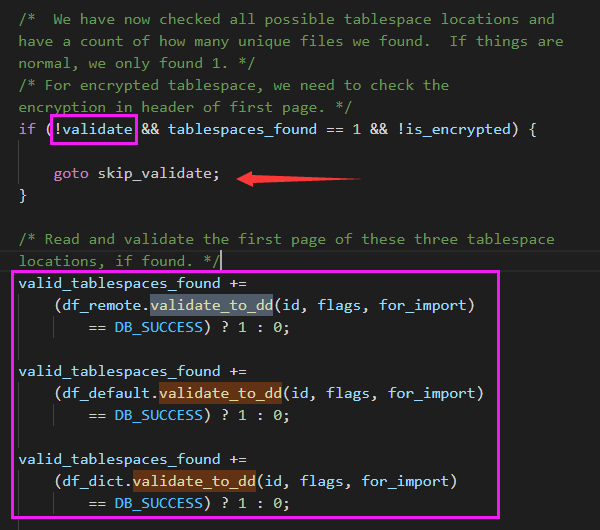 /*  We have now checked all possible tablespace locations and
have a count of how many unique files we found.  If things are
normal, we only found 1. */
/* For encrypted tablespace, we need to check the
encryption in header of first page. */
if (!validate && tablespaces_found == 1 && !is_encrypted) {
goto skip_validate;
}
/* Read and validate the first page of these three tablespace
locations, if found. */
valid_tablespaces_found +=
(df_remote.validate_to_dd(id, flags, for_import)
== DB_SUCCESS) ? 1 : 0;
valid_tablespaces_found +=
(df_default.validate_to_dd(id, flags, for_import)
== DB_SUCCESS) ? 1 : 0;
valid_tablespaces_found +=
(df_dict.validate_to_dd(id, flags, for_import)
== DB_SUCCESS) ? 1 : 0;